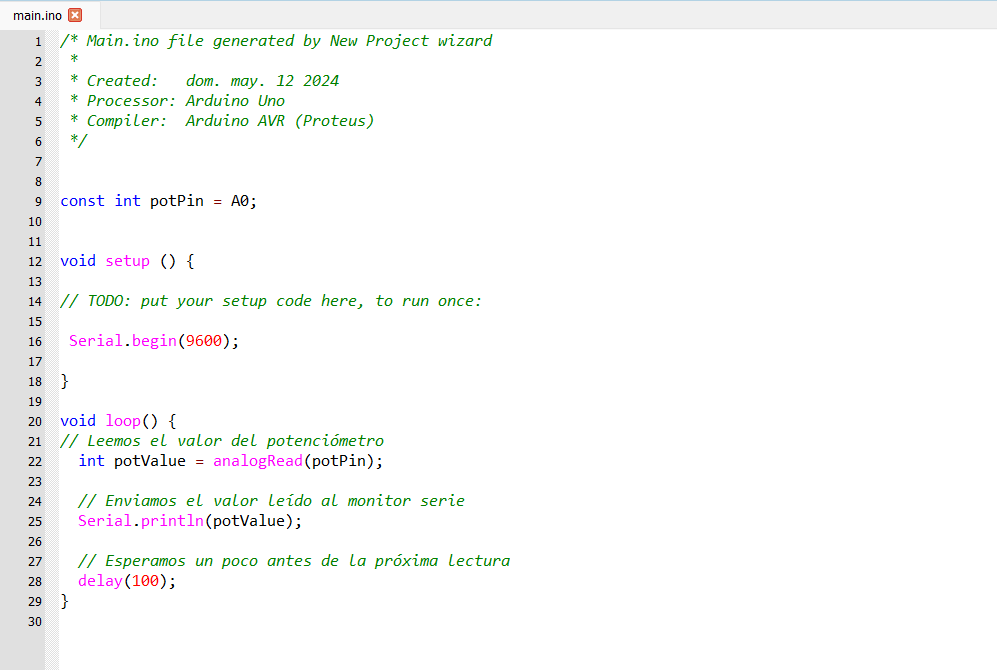 main.ino
1 /* Main.ino file generated by New Project wizard
2  *
3  * Created:   dom. may. 12 2024
4  * Processor: Arduino Uno
5  * Compiler:  Arduino AVR (Proteus)
6  */
7
8
9 const int potPin = A0;
10
11
12 void setup () {
13
14 // TODO: put your setup code here, to run once:
15
16  Serial.begin(9600);
17
18 }
19
20 void loop() {
21 // Leemos el valor del potenciómetro
22   int potValue = analogRead(potPin);
23
24   // Enviamos el valor leído al monitor serie
25   Serial.println(potValue);
26
27   // Esperamos un poco antes de la próxima lectura
28   delay(100);
29 }
30